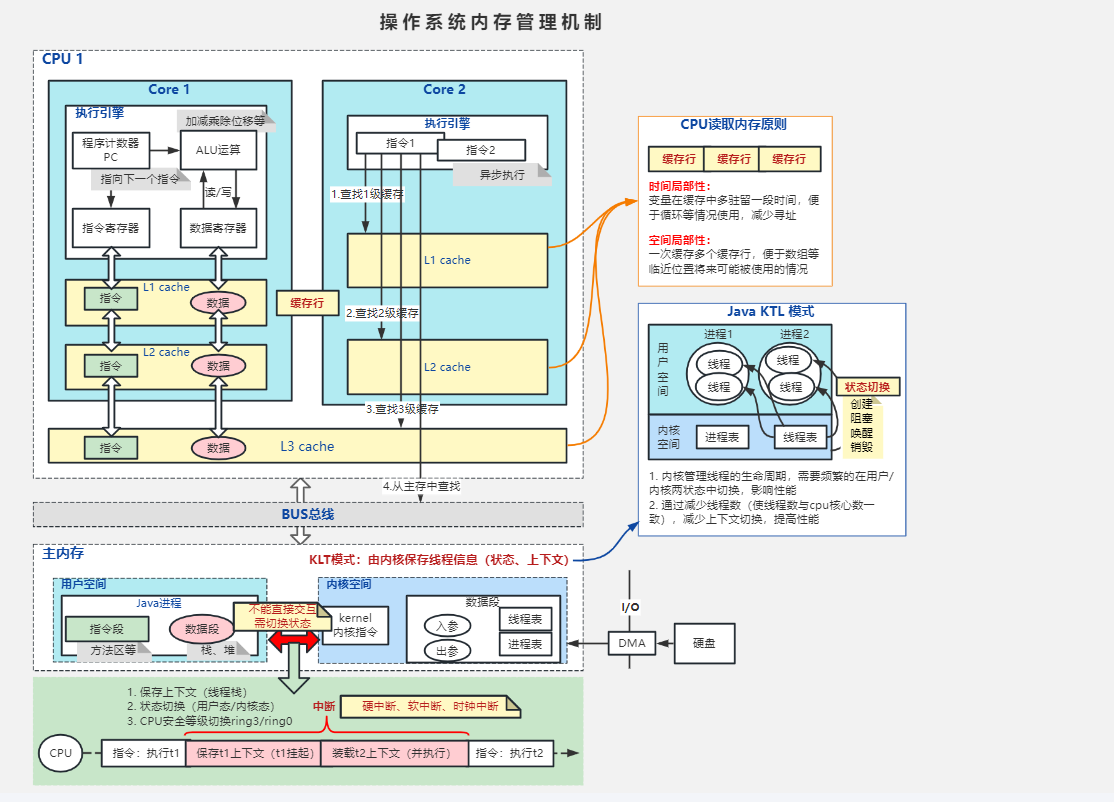 操作系统内存管理机制
CPU 1
Core 1
执行引擎
加减乘除位移等
程序计数器
PC
ALU运算
指向下一个指令
读/写
指令寄存器
数据寄存器
L1 cache
指令
数据
L2 cache
指令
数据
缓存行
Core 2
执行引擎
指令1
指令2
异步执行
1.查找1级缓存
L1 cache
2.查找2级缓存
L2 cache
3.查找3级缓存
指令
数据
L3 cache
4.从主存中查找
BUS总线
主内存
KLT模式：由内核保存线程信息（状态、上下文）
用户空间
Java进程
指令段
数据段
方法区等
栈、堆
不能直接交互
需切换状态
内核空间
kernel
内核指令
数据段
入参
出参
线程表
进程表
I/O
DMA
硬盘
1. 保存上下文（线程栈）
2. 状态切换（用户态/内核态）
3. CPU安全等级切换ring3/ring0
中断
硬中断、软中断、时钟中断
CPU
指令：执行t1
保存t1上下文（t1挂起）
装载t2上下文（并执行）
指令：执行t2
CPU读取内存原则
缓存行
缓存行
缓存行
时间局部性：
变量在缓存中多驻留一段时间，便
于循环等情况使用，减少寻址
空间局部性：
一次缓存多个缓存行，便于数组等
临近位置将来可能被使用的情况
Java KTL 模式
用
户
空
间
进程1
线程
线程
进程2
线程
线程
内核
空间
进程表
线程表
状态切换
创建
阻塞
唤醒
销毁
1. 内核管理线程的生命周期，需要频繁的在用户/
内核两状态中切换，影响性能
2. 通过减少线程数（使线程数与cpu核心数一
致），减少上下文切换，提高性能